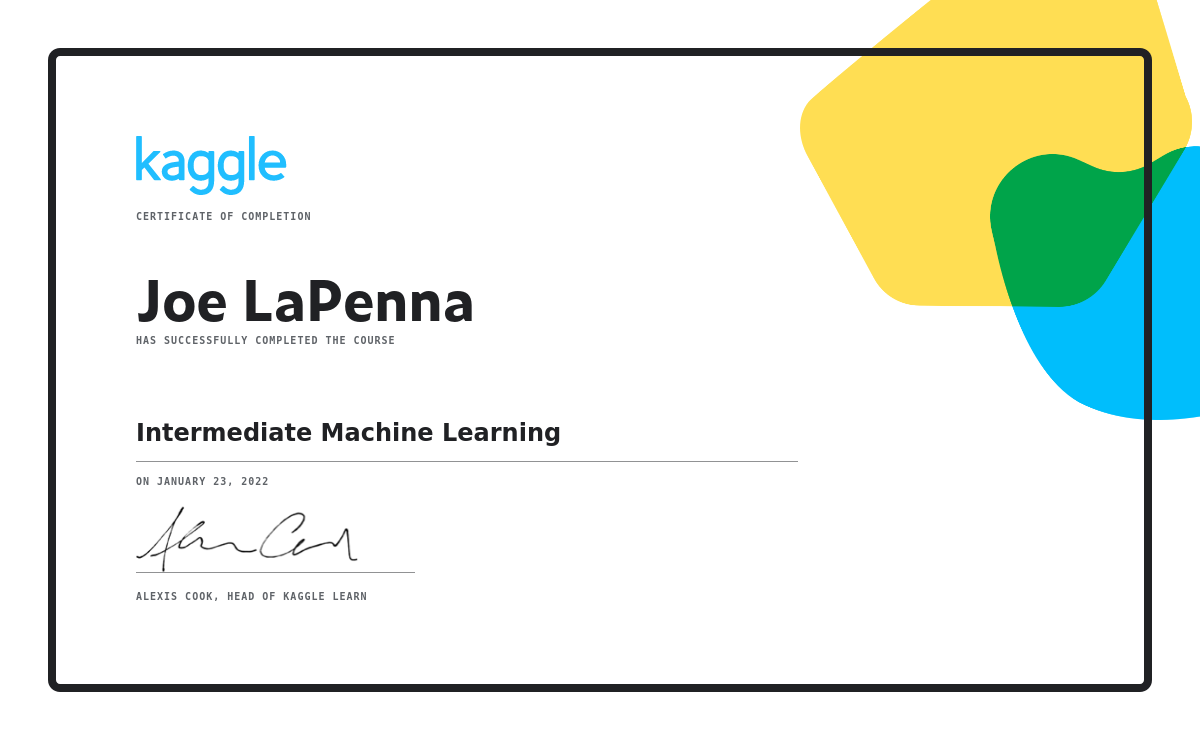 kaggle
CERTIFICATE OF COMPLETION
Joe LaPenna
HAS SUCCESSFULLY COMPLETED THE COURSE
Intermediate Machine Learning
ON JANUARY 23, 2022
ALEXIS COOK, HEAD OF KAGGLE LEARN